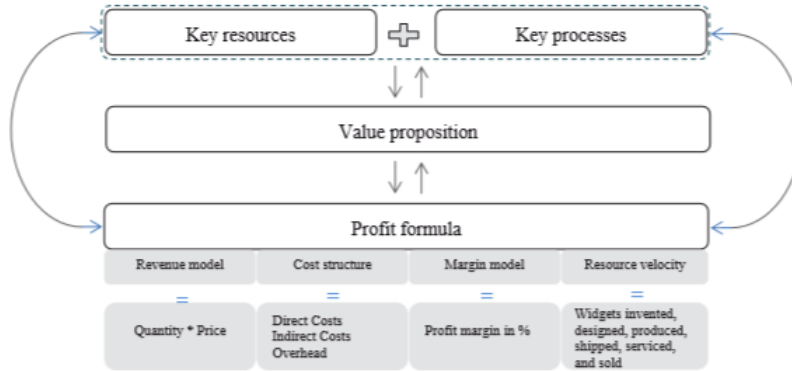 Key resources
Key processes
Value proposition
Profit formula
Revenue model
Cost structure
Margin model
Resource velocity
=
=
=
=
Quantity * Price
Direct Costs
Indirect Costs
Overhead
Profit margin in %
Widgets invented,
designed, produced,
shipped, serviced,
and sold